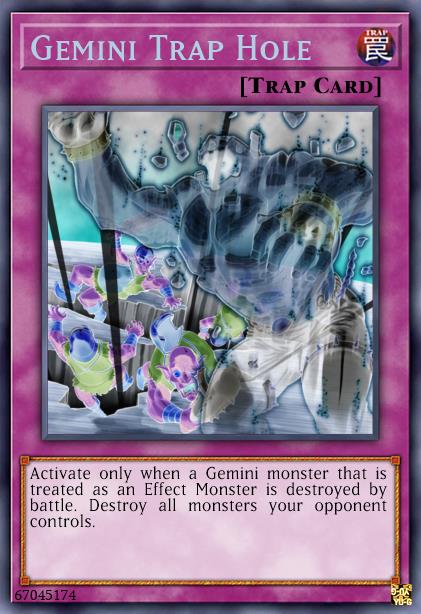 Gemini Trap Hole
TRAP
罠
[Trap Card]
Activate only when a Gemini monster that is
treated as an Effect Monster is destroyed by
battle. Destroy all monsters your opponent
controls.
67045174